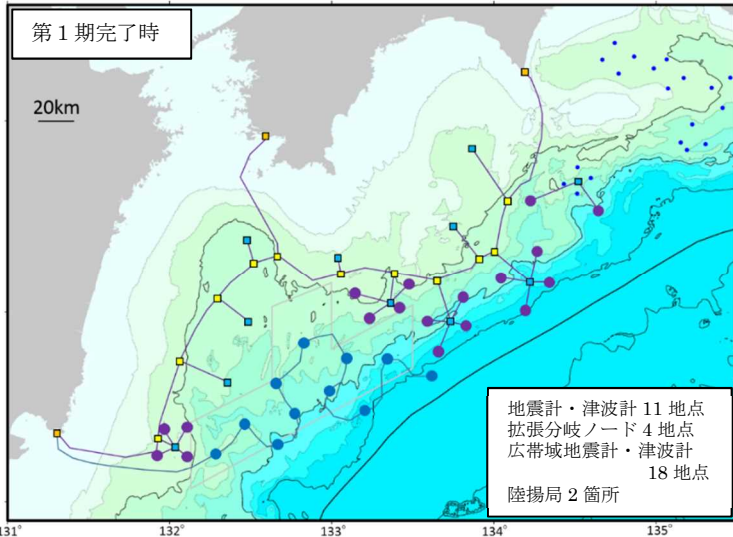 第1期完了時
20km
地震計・津波計 11 地点
拡張分岐ノード 4 地点
広帯域地震計・津波計
18 地点
陸揚局 2 箇所
131° 132° 133° 134° 135°